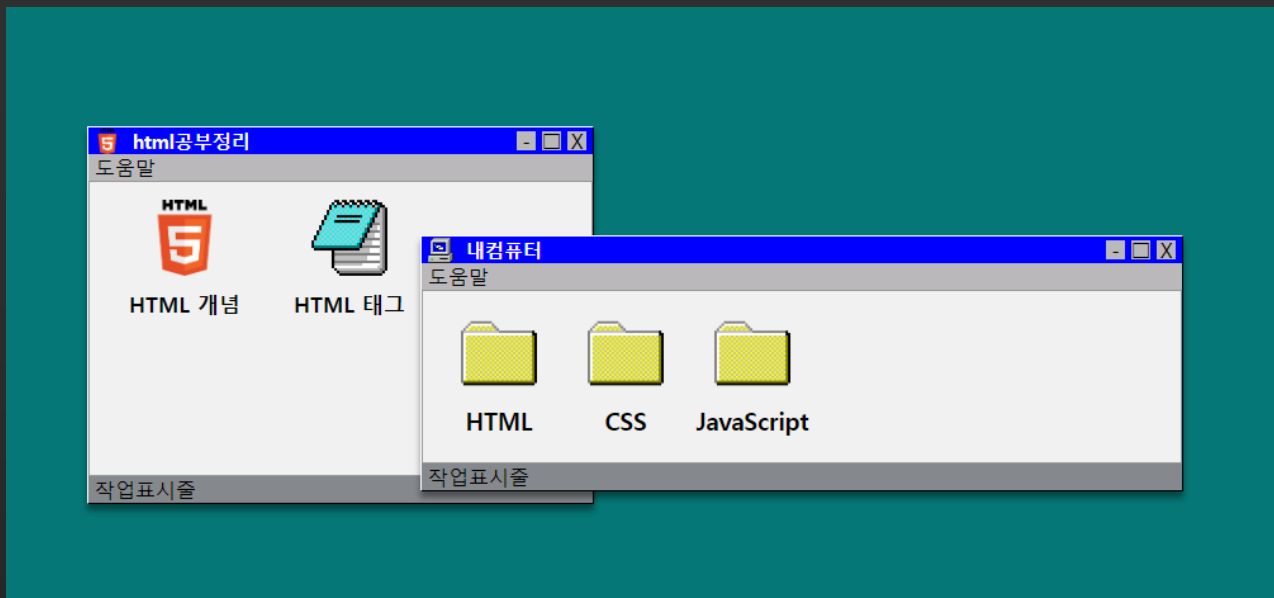 html공부정리
- □ X
도움말
HTML
5
HTML 개념
HTML 태그
작업표시줄
내컴퓨터
- □ X
도움말
HTML
CSS
JavaScript
작업표시줄